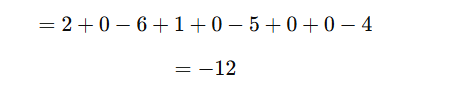 = 2 + 0 − 6 + 1 + 0 − 5 + 0 + 0 − 4
= −12